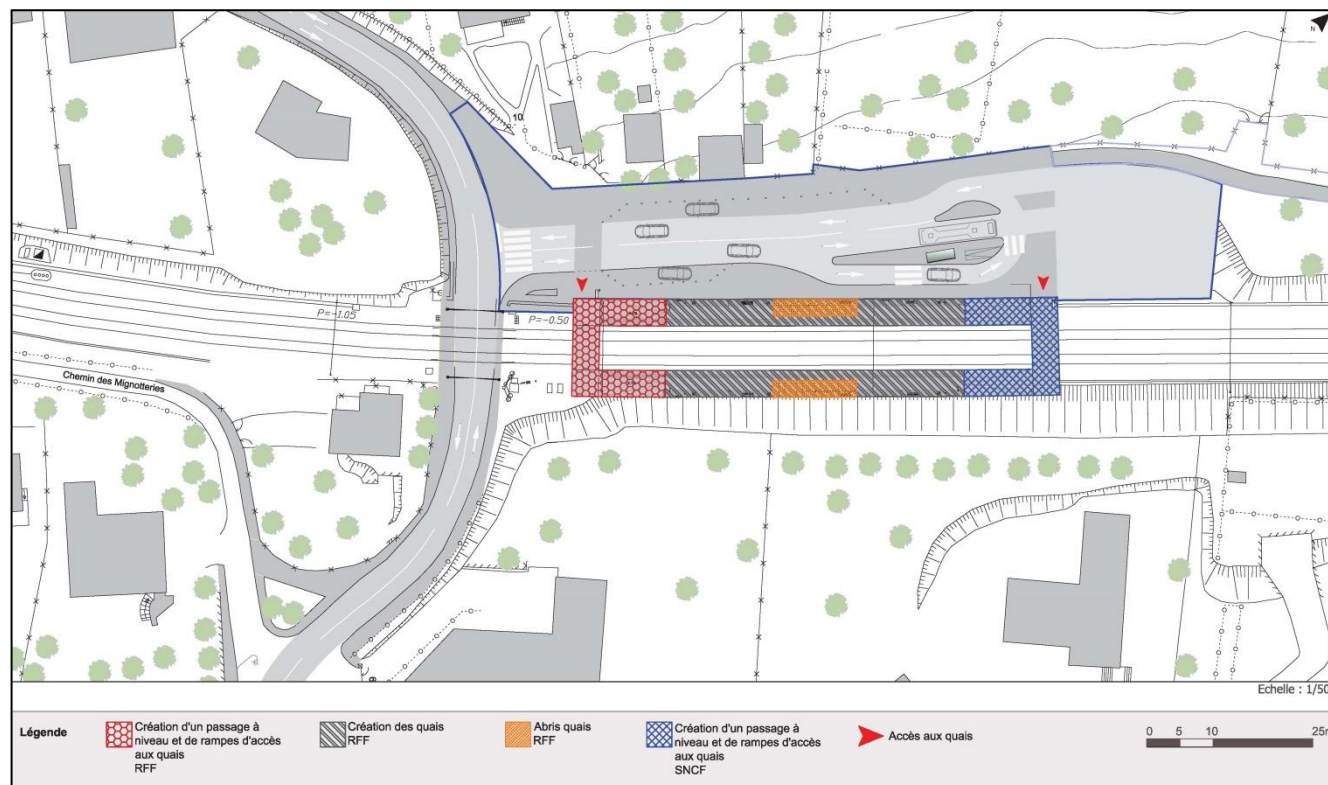 N
10
P=-1.05
P=-0.50
Chemin des Mignotteries
Echelle : 1/50
Légende
Création d'un passage à
niveau et de rampes d'accès
aux quais
RFF
Création des quais
RFF
Abris quais
RFF
Création d'un passage à
niveau et de rampes d'accès
aux quais
SNCF
Accès aux quais
0 5 10 25m